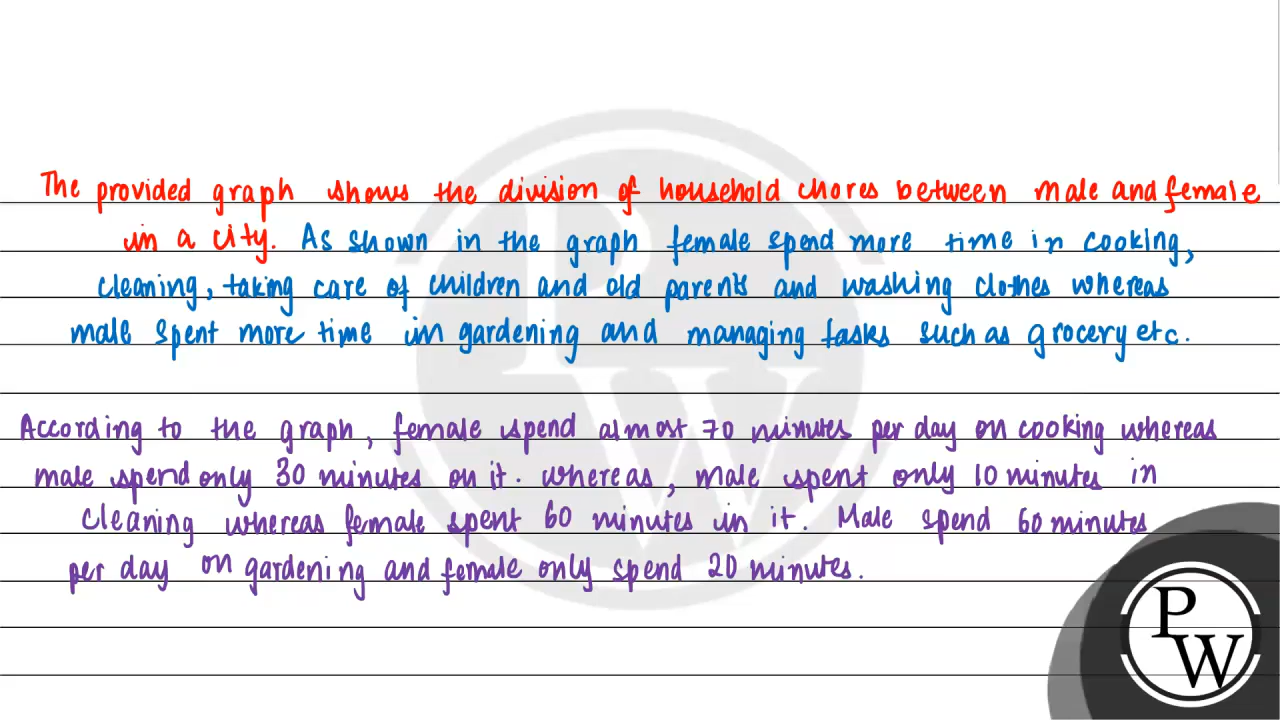 The provided graph shows the division of household chores between male and female
in a city. As shown in the graph female spend more time in cooking,
cleaning, taking care of children and old parents and washing clothes whereas
male spent more time in gardening and managing tasks such as grocery etc.
According to the graph, female spend almost 70 minutes per day on cooking whereas
male spend only 30 minutes on it. whereas, male spent only 10 minutes in
cleaning whereas female spent 60 minutes in it. Male spend 60 minutes
per day on gardening and female only spend 20 minutes.
P
W
P
W